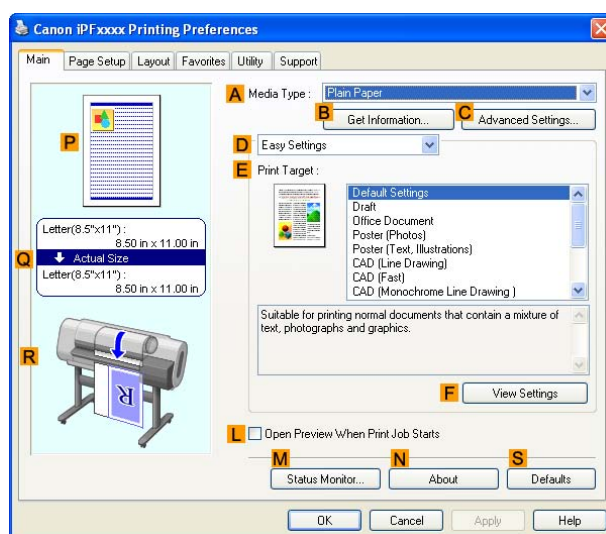 Canon iPFxxxx Printing Preferences
Main Page Setup Layout Favorites Utility Support
A Media Type : Plain Paper
B Get Information... C Advanced Settings...
D Easy Settings
E Print Target :
P
Default Settings
Draft
Office Document
Poster (Photos)
Poster (Text, Illustrations)
CAD (Line Drawing)
CAD (Fast)
CAD (Monochrome Line Drawing )
Letter(8.5"x11") :
8.50 in x 11.00 in
Q Actual Size
Letter(8.5"x11") :
8.50 in x 11.00 in
Suitable for printing normal documents that contain a mixture of
text, photographs and graphics.
R
R
F View Settings
L Open Preview When Print Job Starts
M Status Monitor... N About S Defaults
OK Cancel Apply Help